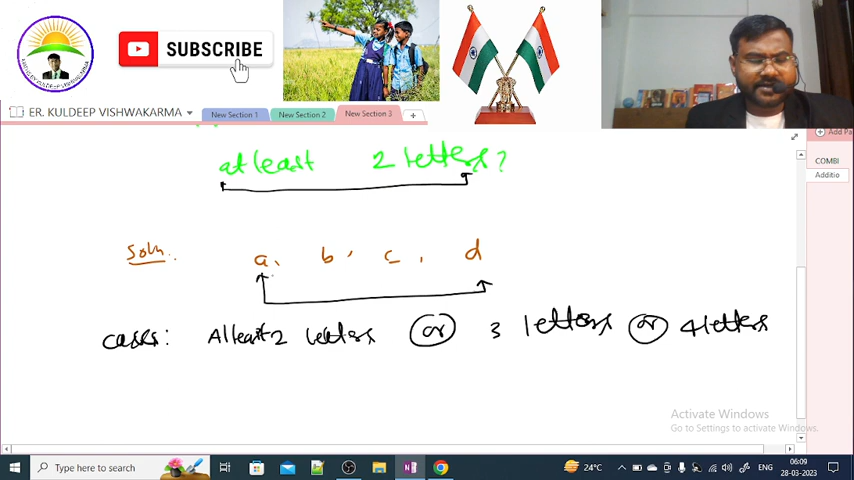 SUBSCRIBE
ER. KULDEEP VISHWAKARMA
New Section 1
New Section 2
New Section 3
+
Add Pa
COMBI
Additio
atleast 2 letters?
Soln.
a, b, c, d
cases: Atleast 2 letters or 3 letters or 4 letters
Activate Windows
Go to Settings to activate Windows.
Type here to search
24°C
ENG
06:09
28-03-2023